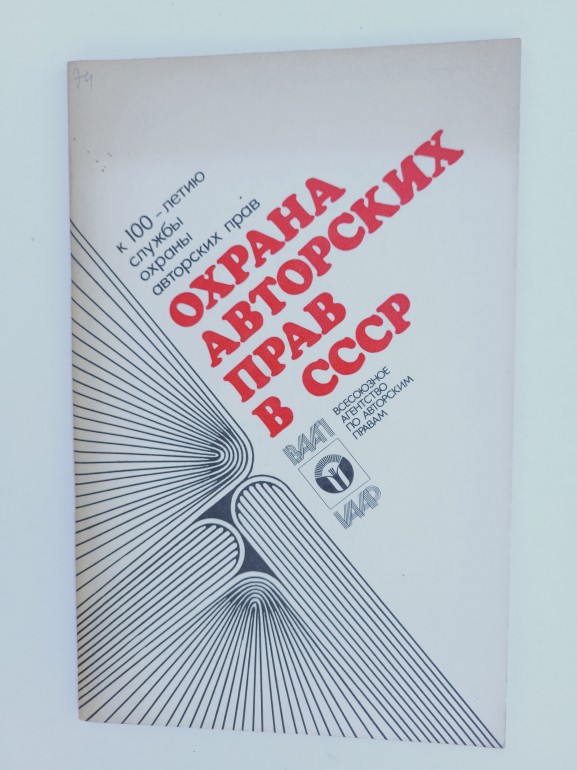 74
к 100-летию
службы
охраны
авторских прав
ОХРАНА
АВТОРСКИХ
ПРАВ
В СССР
ВААП
ВСЕСОЮЗНОЕ
АГЕНТСТВО
ПО АВТОРСКИМ
ПРАВАМ
VAAP